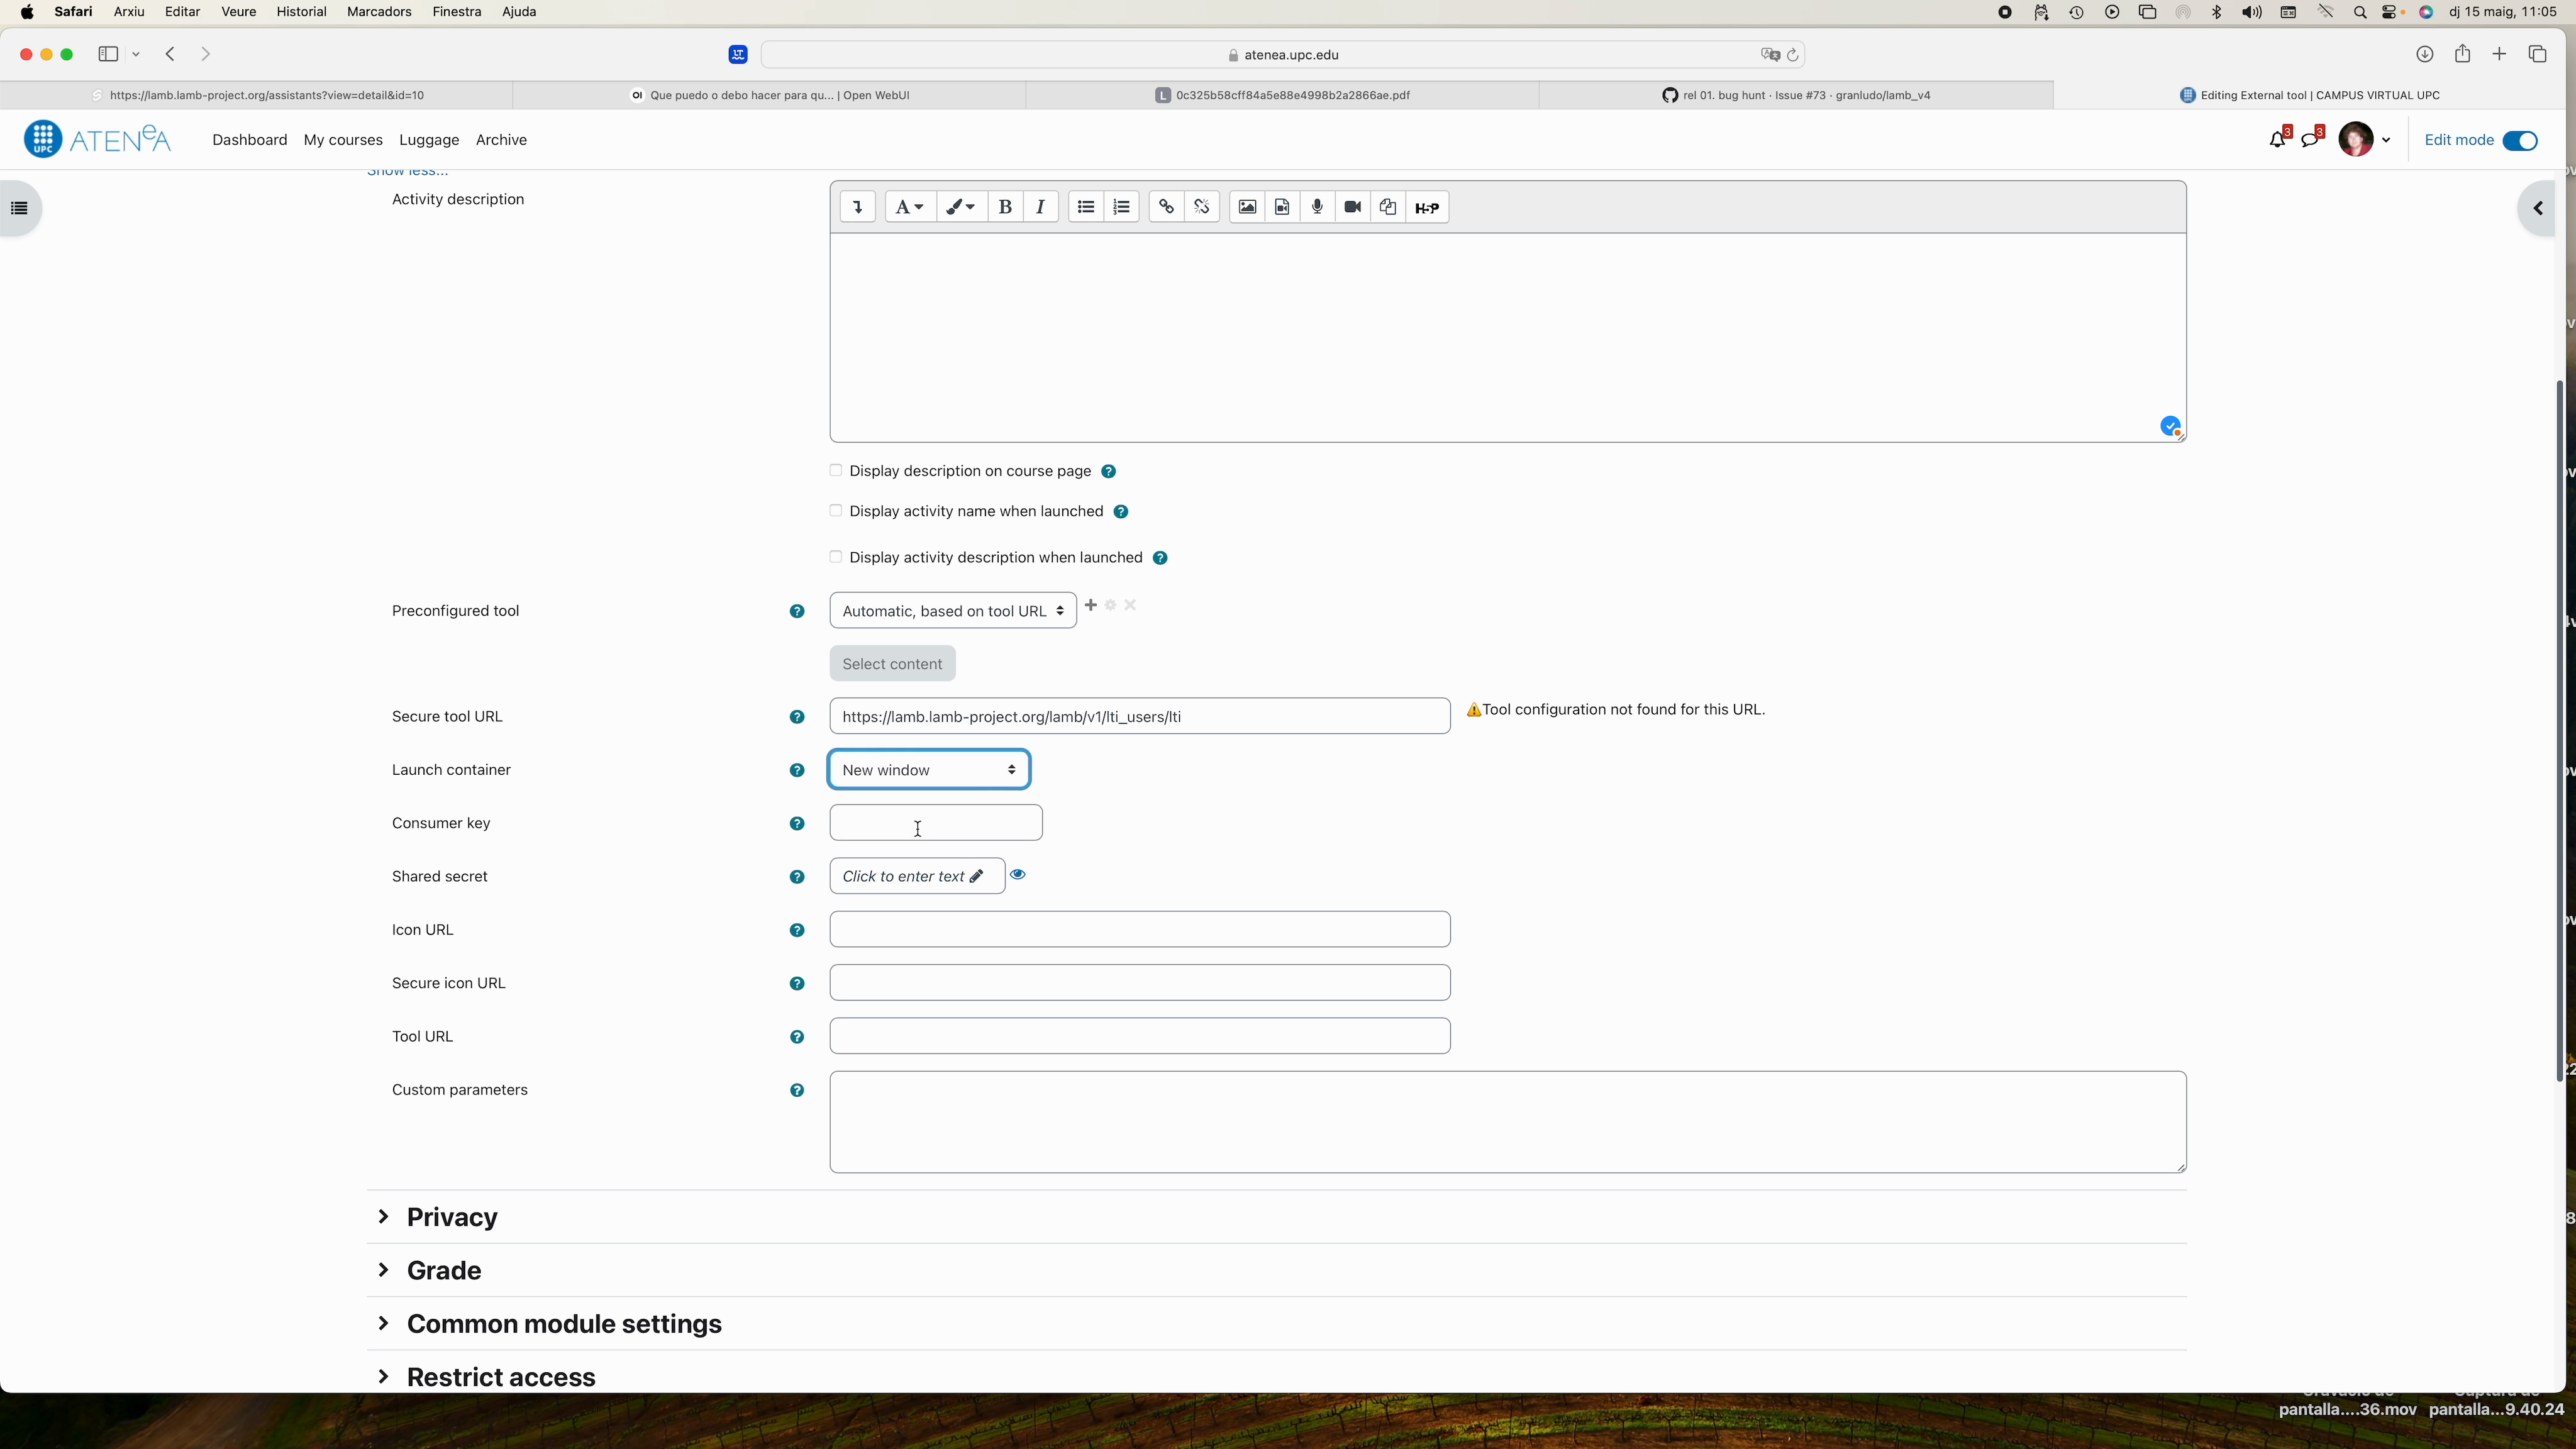 Safari Arxiu Editar Veure Historial Marcadors Finestra Ajuda dj 15 maig, 11:05
atenea.upc.edu
https://lamb.lamb-project.org/assistants?view=detail&id=10 OI Que puedo o debo hacer para qu... | Open WebUI L 0c325b58cff84a5e88e4998b2a2866ae.pdf rel 01. bug hunt · Issue #73 · granludo/lamb_v4 Editing External tool | CAMPUS VIRTUAL UPC
UPC ATENEA Dashboard My courses Luggage Archive 3 3 Edit mode
Show less...
Activity description
A B I H5P
Display description on course page ?
Display activity name when launched ?
Display activity description when launched ?
Preconfigured tool ? Automatic, based on tool URL
Select content
Secure tool URL ? https://lamb.lamb-project.org/lamb/v1/lti_users/lti Tool configuration not found for this URL.
Launch container ? New window
Consumer key ?
Shared secret ? Click to enter text
Icon URL ?
Secure icon URL ?
Tool URL ?
Custom parameters ?
Privacy
Grade
Common module settings
Restrict access
pantalla....36.mov pantalla...9.40.24